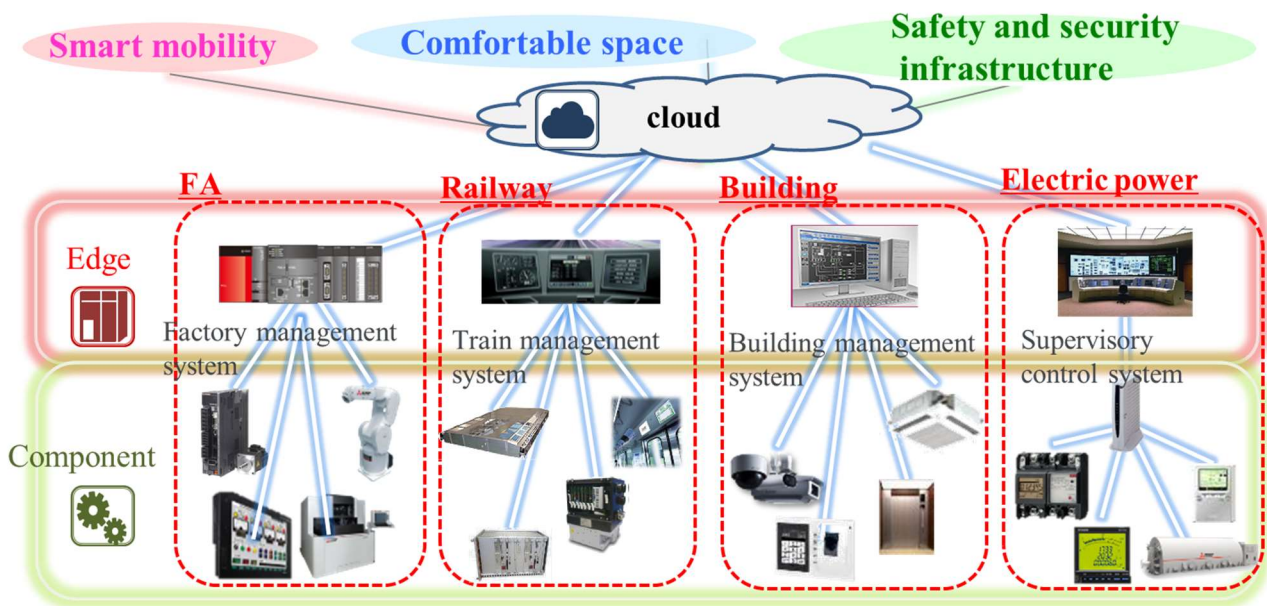 Smart mobility
Comfortable space
Safety and security
infrastructure
cloud
FA
Railway
Building
Electric power
Edge
Factory management
system
Train management
system
Building management
system
Supervisory
control system
Component